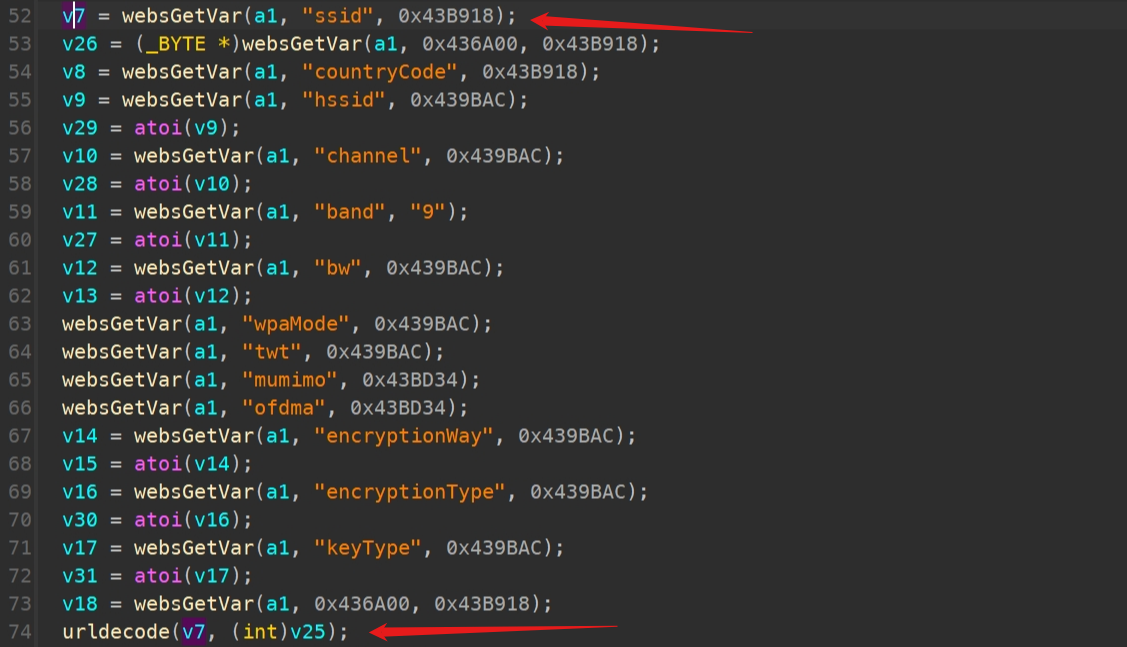 52 v7 = websGetVar(a1, "ssid", 0x43B918);
53 v26 = (_BYTE *)websGetVar(a1, 0x436A00, 0x43B918);
54 v8 = websGetVar(a1, "countryCode", 0x43B918);
55 v9 = websGetVar(a1, "hssid", 0x439BAC);
56 v29 = atoi(v9);
57 v10 = websGetVar(a1, "channel", 0x439BAC);
58 v28 = atoi(v10);
59 v11 = websGetVar(a1, "band", "9");
60 v27 = atoi(v11);
61 v12 = websGetVar(a1, "bw", 0x439BAC);
62 v13 = atoi(v12);
63 websGetVar(a1, "wpaMode", 0x439BAC);
64 websGetVar(a1, "twt", 0x439BAC);
65 websGetVar(a1, "mumimo", 0x43BD34);
66 websGetVar(a1, "ofdma", 0x43BD34);
67 v14 = websGetVar(a1, "encryptionWay", 0x439BAC);
68 v15 = atoi(v14);
69 v16 = websGetVar(a1, "encryptionType", 0x439BAC);
70 v30 = atoi(v16);
71 v17 = websGetVar(a1, "keyType", 0x439BAC);
72 v31 = atoi(v17);
73 v18 = websGetVar(a1, 0x436A00, 0x43B918);
74 urldecode(v7, (int)v25);